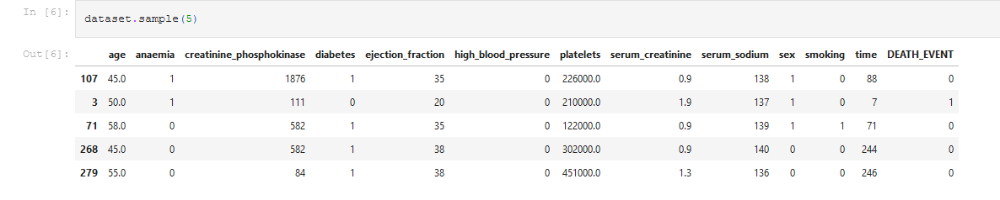 In [6]: dataset.sample(5)
Out[6]:
age anaemia creatinine_phosphokinase diabetes ejection_fraction high_blood_pressure platelets serum_creatinine serum_sodium sex smoking time DEATH_EVENT
107 45.0 1 1876 1 35 0 226000.0 0.9 138 1 0 88 0
3 50.0 1 111 0 20 0 210000.0 1.9 137 1 0 7 1
71 58.0 0 582 1 35 0 122000.0 0.9 139 1 1 71 0
268 45.0 0 582 1 38 0 302000.0 0.9 140 0 0 244 0
279 55.0 0 84 1 38 0 451000.0 1.3 136 0 0 246 0